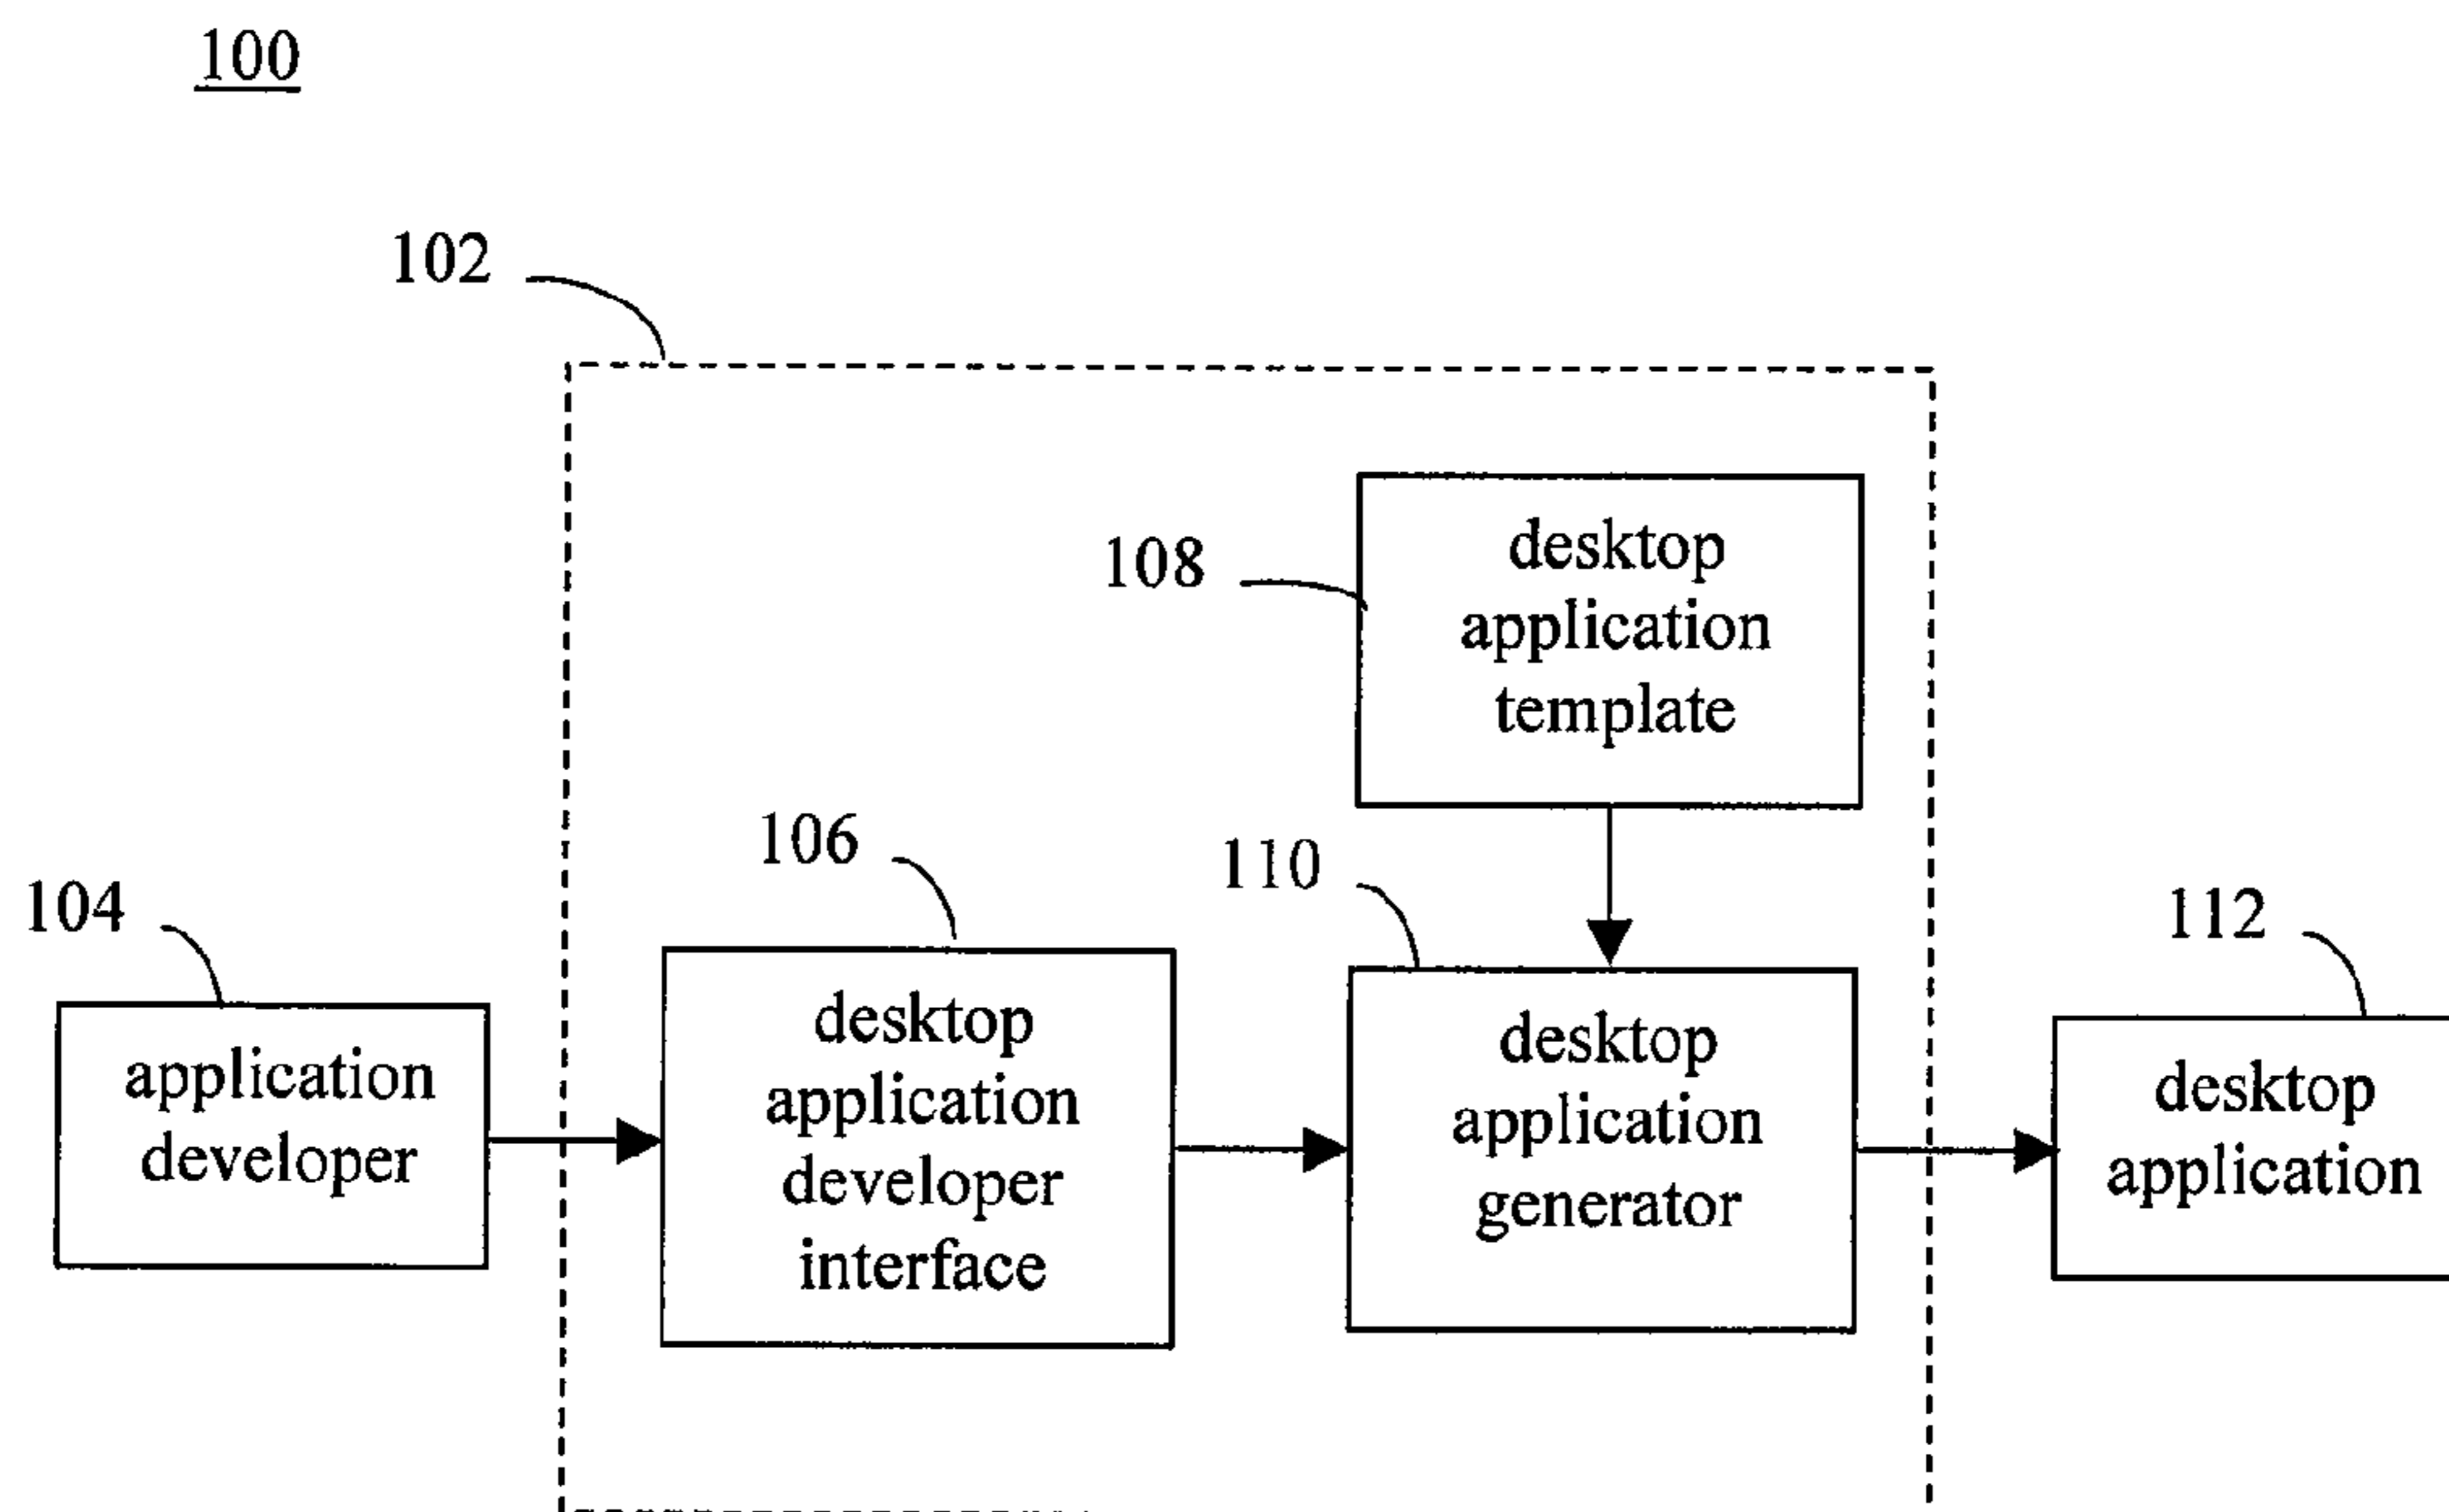 100
102
108
desktop
application
template
106
110
104
112
application
developer
desktop
application
developer
interface
desktop
application
generator
desktop
application